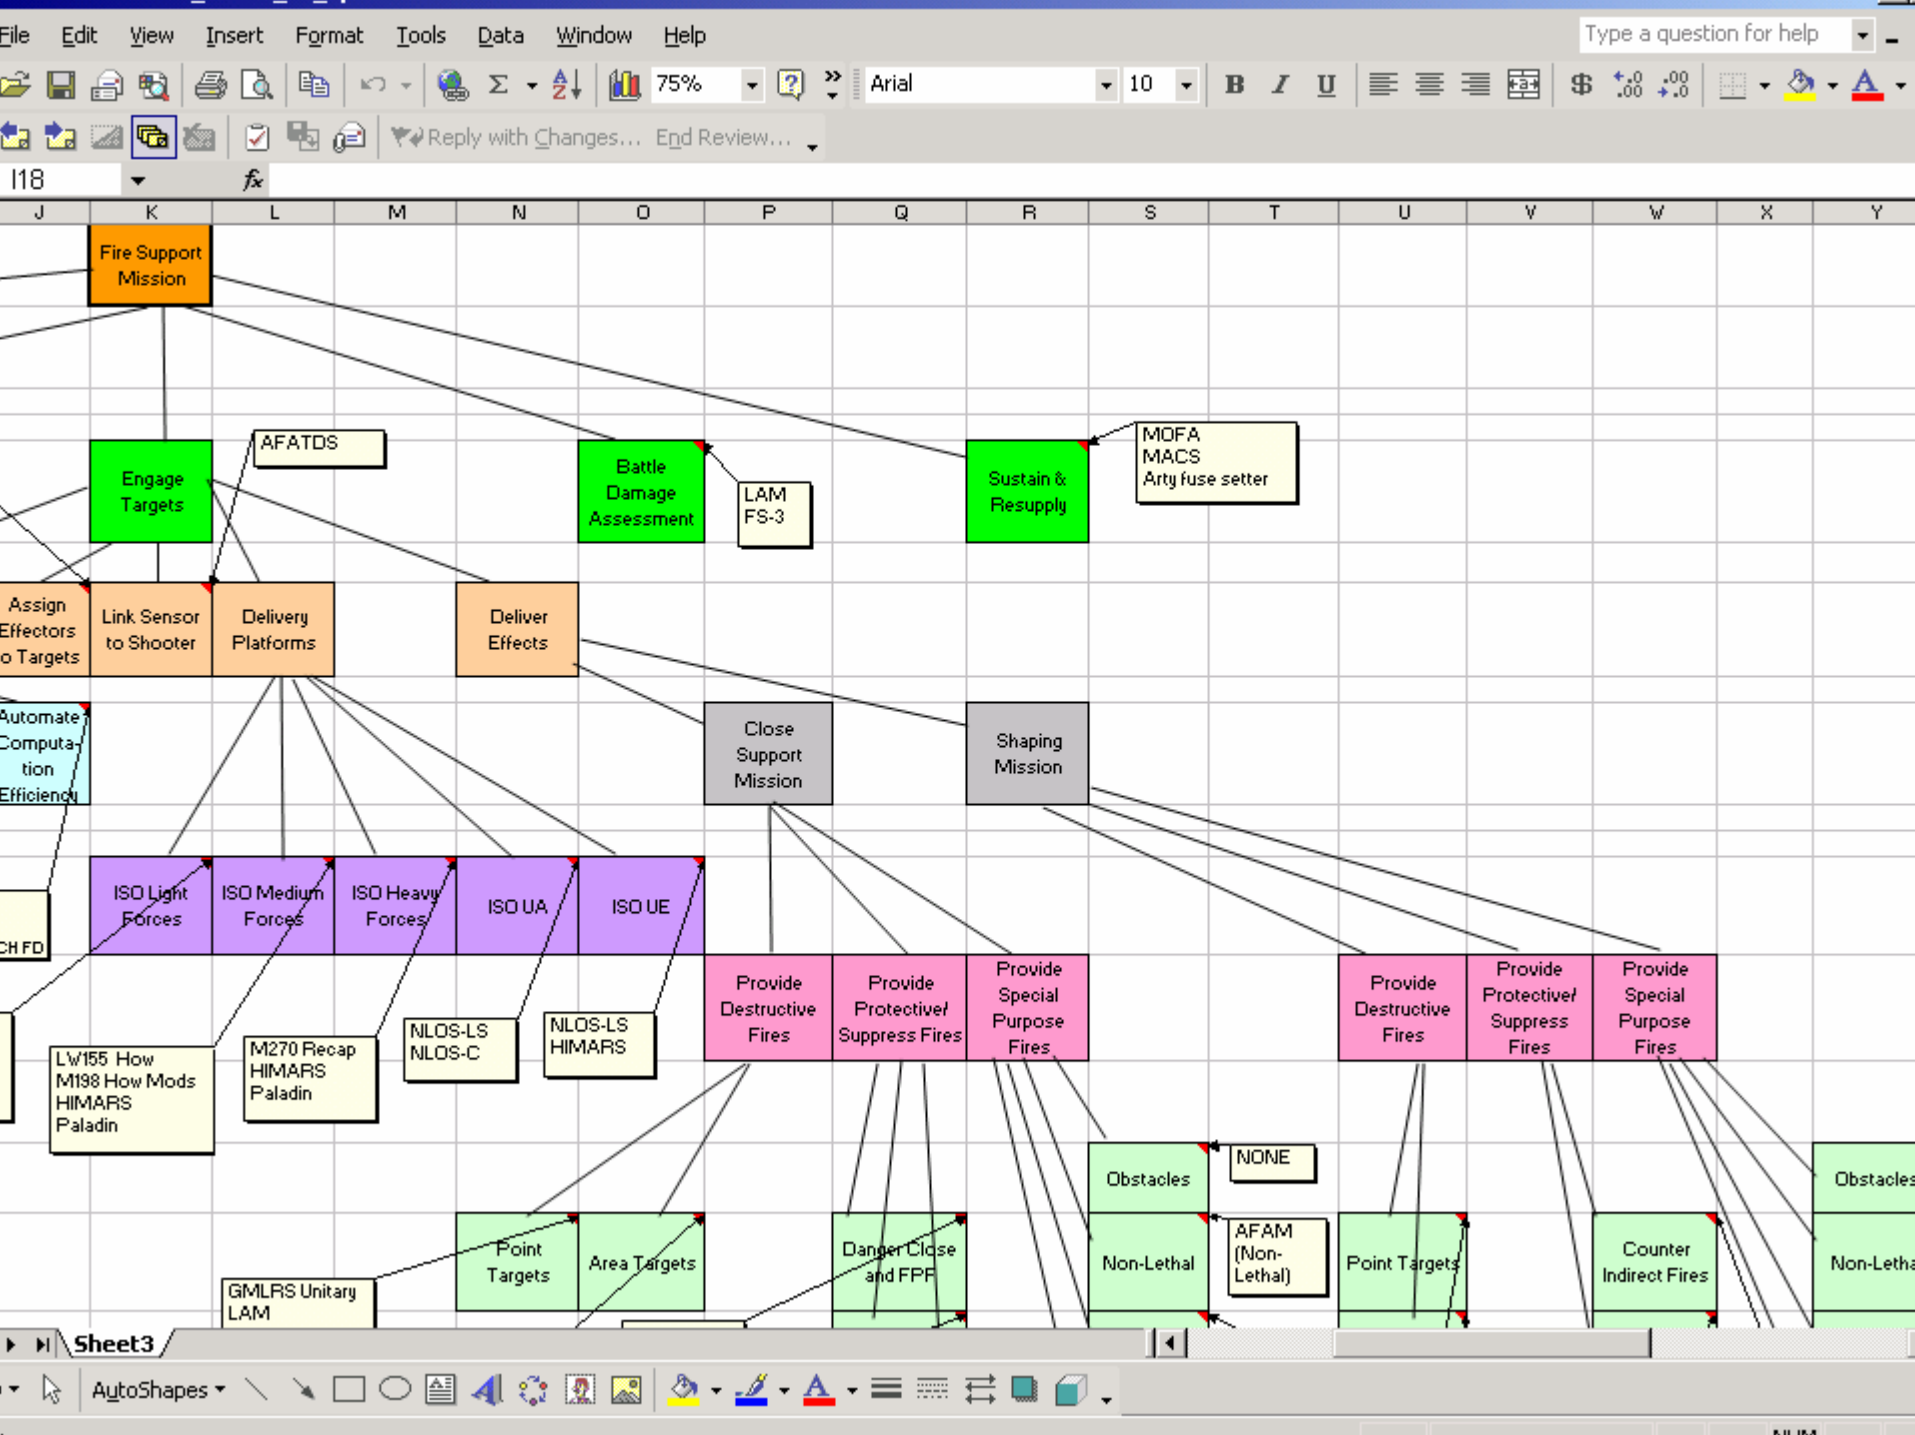 File Edit View Insert Format Tools Data Window Help
Type a question for help
75%
Arial
10
B I U
Reply with Changes... End Review...
I18
fx
J K L M N O P Q R S T U V W X Y
Fire Support
Mission
Engage
Targets
AFATDS
Battle
Damage
Assessment
LAM
FS-3
Sustain &
Resupply
MOFA
MACS
Arty fuse setter
Assign
Effectors
o Targets
Link Sensor
to Shooter
Delivery
Platforms
Deliver
Effects
Automate
Computa-
tion
Efficiency
Close
Support
Mission
Shaping
Mission
CH FD
ISO Light
Forces
ISO Medium
Forces
ISO Heavy
Forces
ISO UA
ISO UE
LW155 How
M198 How Mods
HIMARS
Paladin
M270 Recap
HIMARS
Paladin
NLOS-LS
NLOS-C
NLOS-LS
HIMARS
Provide
Destructive
Fires
Provide
Protective/
Suppress Fires
Provide
Special
Purpose
Fires
Provide
Destructive
Fires
Provide
Protective/
Suppress
Fires
Provide
Special
Purpose
Fires
Obstacles
NONE
Obstacles
Point
Targets
Area Targets
Danger Close
and FPF
Non-Lethal
AFAM
(Non-
Lethal)
Point Targets
Counter
Indirect Fires
Non-Letha
GMLRS Unitary
LAM
Sheet3
AutoShapes
NUM